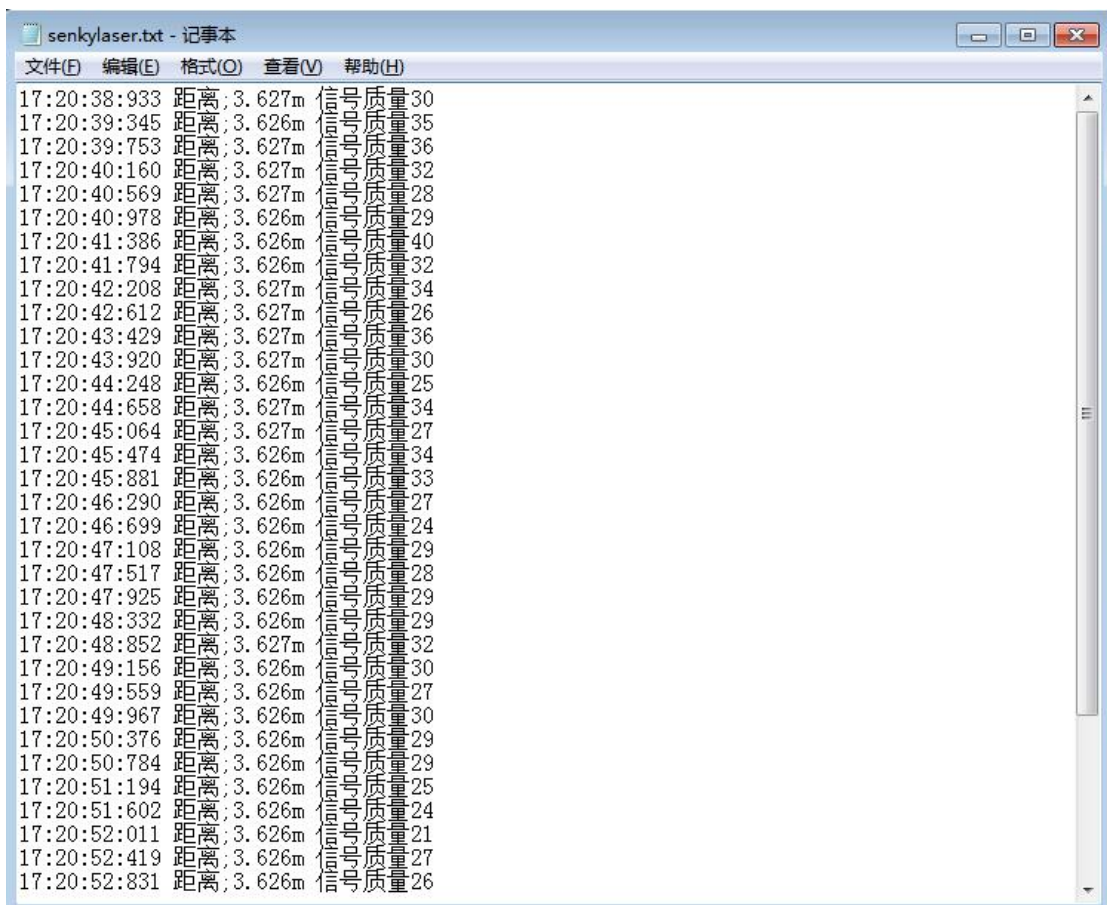 senkylaser.txt - 记事本
文件(F) 编辑(E) 格式(O) 查看(V) 帮助(H)
17:20:38:933 距离;3.627m 信号质量30
17:20:39:345 距离;3.626m 信号质量35
17:20:39:753 距离;3.627m 信号质量36
17:20:40:160 距离;3.627m 信号质量32
17:20:40:569 距离;3.627m 信号质量28
17:20:40:978 距离;3.626m 信号质量29
17:20:41:386 距离;3.626m 信号质量40
17:20:41:794 距离;3.626m 信号质量32
17:20:42:208 距离;3.627m 信号质量34
17:20:42:612 距离;3.627m 信号质量26
17:20:43:429 距离;3.627m 信号质量36
17:20:43:920 距离;3.627m 信号质量30
17:20:44:248 距离;3.626m 信号质量25
17:20:44:658 距离;3.627m 信号质量34
17:20:45:064 距离;3.627m 信号质量27
17:20:45:474 距离;3.626m 信号质量34
17:20:45:881 距离;3.626m 信号质量33
17:20:46:290 距离;3.626m 信号质量27
17:20:46:699 距离;3.626m 信号质量24
17:20:47:108 距离;3.626m 信号质量29
17:20:47:517 距离;3.626m 信号质量28
17:20:47:925 距离;3.626m 信号质量29
17:20:48:332 距离;3.626m 信号质量29
17:20:48:852 距离;3.627m 信号质量32
17:20:49:156 距离;3.626m 信号质量30
17:20:49:559 距离;3.626m 信号质量27
17:20:49:967 距离;3.626m 信号质量30
17:20:50:376 距离;3.626m 信号质量29
17:20:50:784 距离;3.626m 信号质量29
17:20:51:194 距离;3.626m 信号质量25
17:20:51:602 距离;3.626m 信号质量24
17:20:52:011 距离;3.626m 信号质量21
17:20:52:419 距离;3.626m 信号质量27
17:20:52:831 距离;3.626m 信号质量26